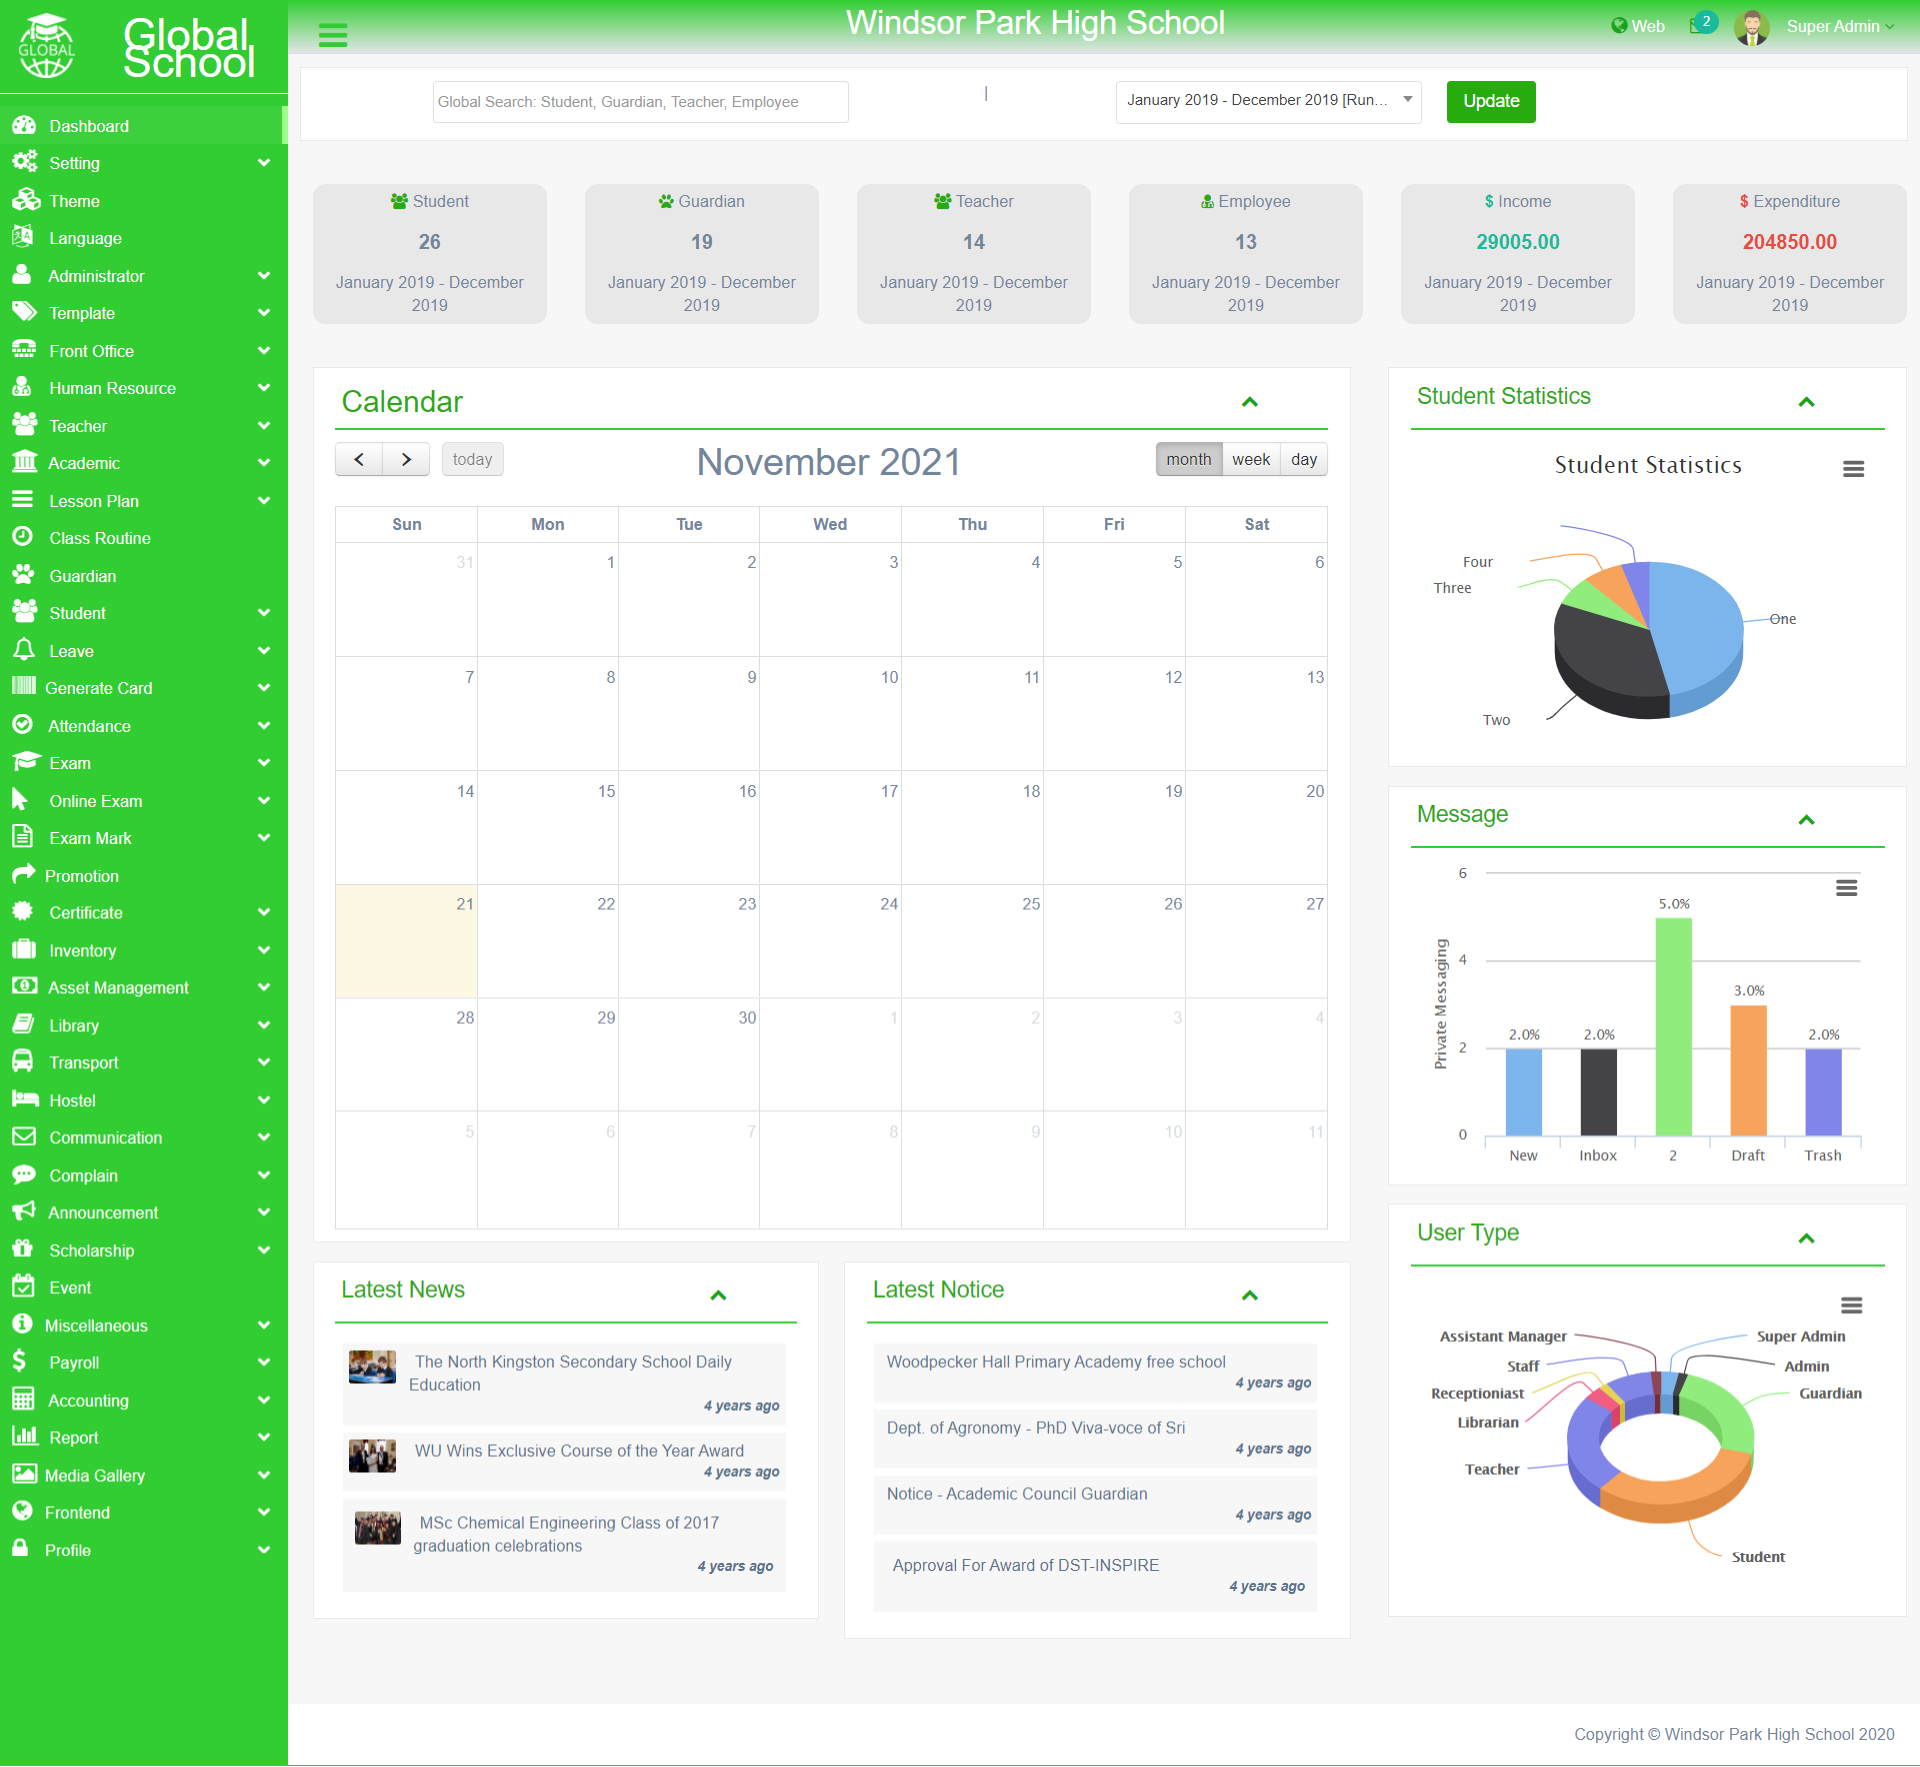 GLOBAL
Global
School
Dashboard
Setting
Theme
Language
Administrator
Template
Front Office
Human Resource
Teacher
Academic
Lesson Plan
Class Routine
Guardian
Student
Leave
Generate Card
Attendance
Exam
Online Exam
Exam Mark
Promotion
Certificate
Inventory
Asset Management
Library
Transport
Hostel
Communication
Complain
Announcement
Scholarship
Event
Miscellaneous
Payroll
Accounting
Report
Media Gallery
Frontend
Profile
Windsor Park High School
Web 2 Super Admin
Global Search: Student, Guardian, Teacher, Employee
|
January 2019 - December 2019 [Run...
Update
Student
26
January 2019 - December
2019
Guardian
19
January 2019 - December
2019
Teacher
14
January 2019 - December
2019
Employee
13
January 2019 - December
2019
$ Income
29005.00
January 2019 - December
2019
$ Expenditure
204850.00
January 2019 - December
2019
Calendar
today
November 2021
month week day
Sun Mon Tue Wed Thu Fri Sat
31 1 2 3 4 5 6
7 8 9 10 11 12 13
14 15 16 17 18 19 20
21 22 23 24 25 26 27
28 29 30 1 2 3 4
5 6 7 8 9 10 11
Latest News
The North Kingston Secondary School Daily
Education
4 years ago
WU Wins Exclusive Course of the Year Award
4 years ago
MSc Chemical Engineering Class of 2017
graduation celebrations
4 years ago
Latest Notice
Woodpecker Hall Primary Academy free school
4 years ago
Dept. of Agronomy - PhD Viva-voce of Sri
4 years ago
Notice - Academic Council Guardian
4 years ago
Approval For Award of DST-INSPIRE
4 years ago
Student Statistics
Student Statistics
Four
Three
One
Two
Message
Private Messaging
6
4
2
0
2.0%
2.0%
5.0%
3.0%
2.0%
New Inbox 2 Draft Trash
User Type
Assistant Manager
Super Admin
Staff
Admin
Receptioniast
Guardian
Librarian
Teacher
Student
Copyright © Windsor Park High School 2020